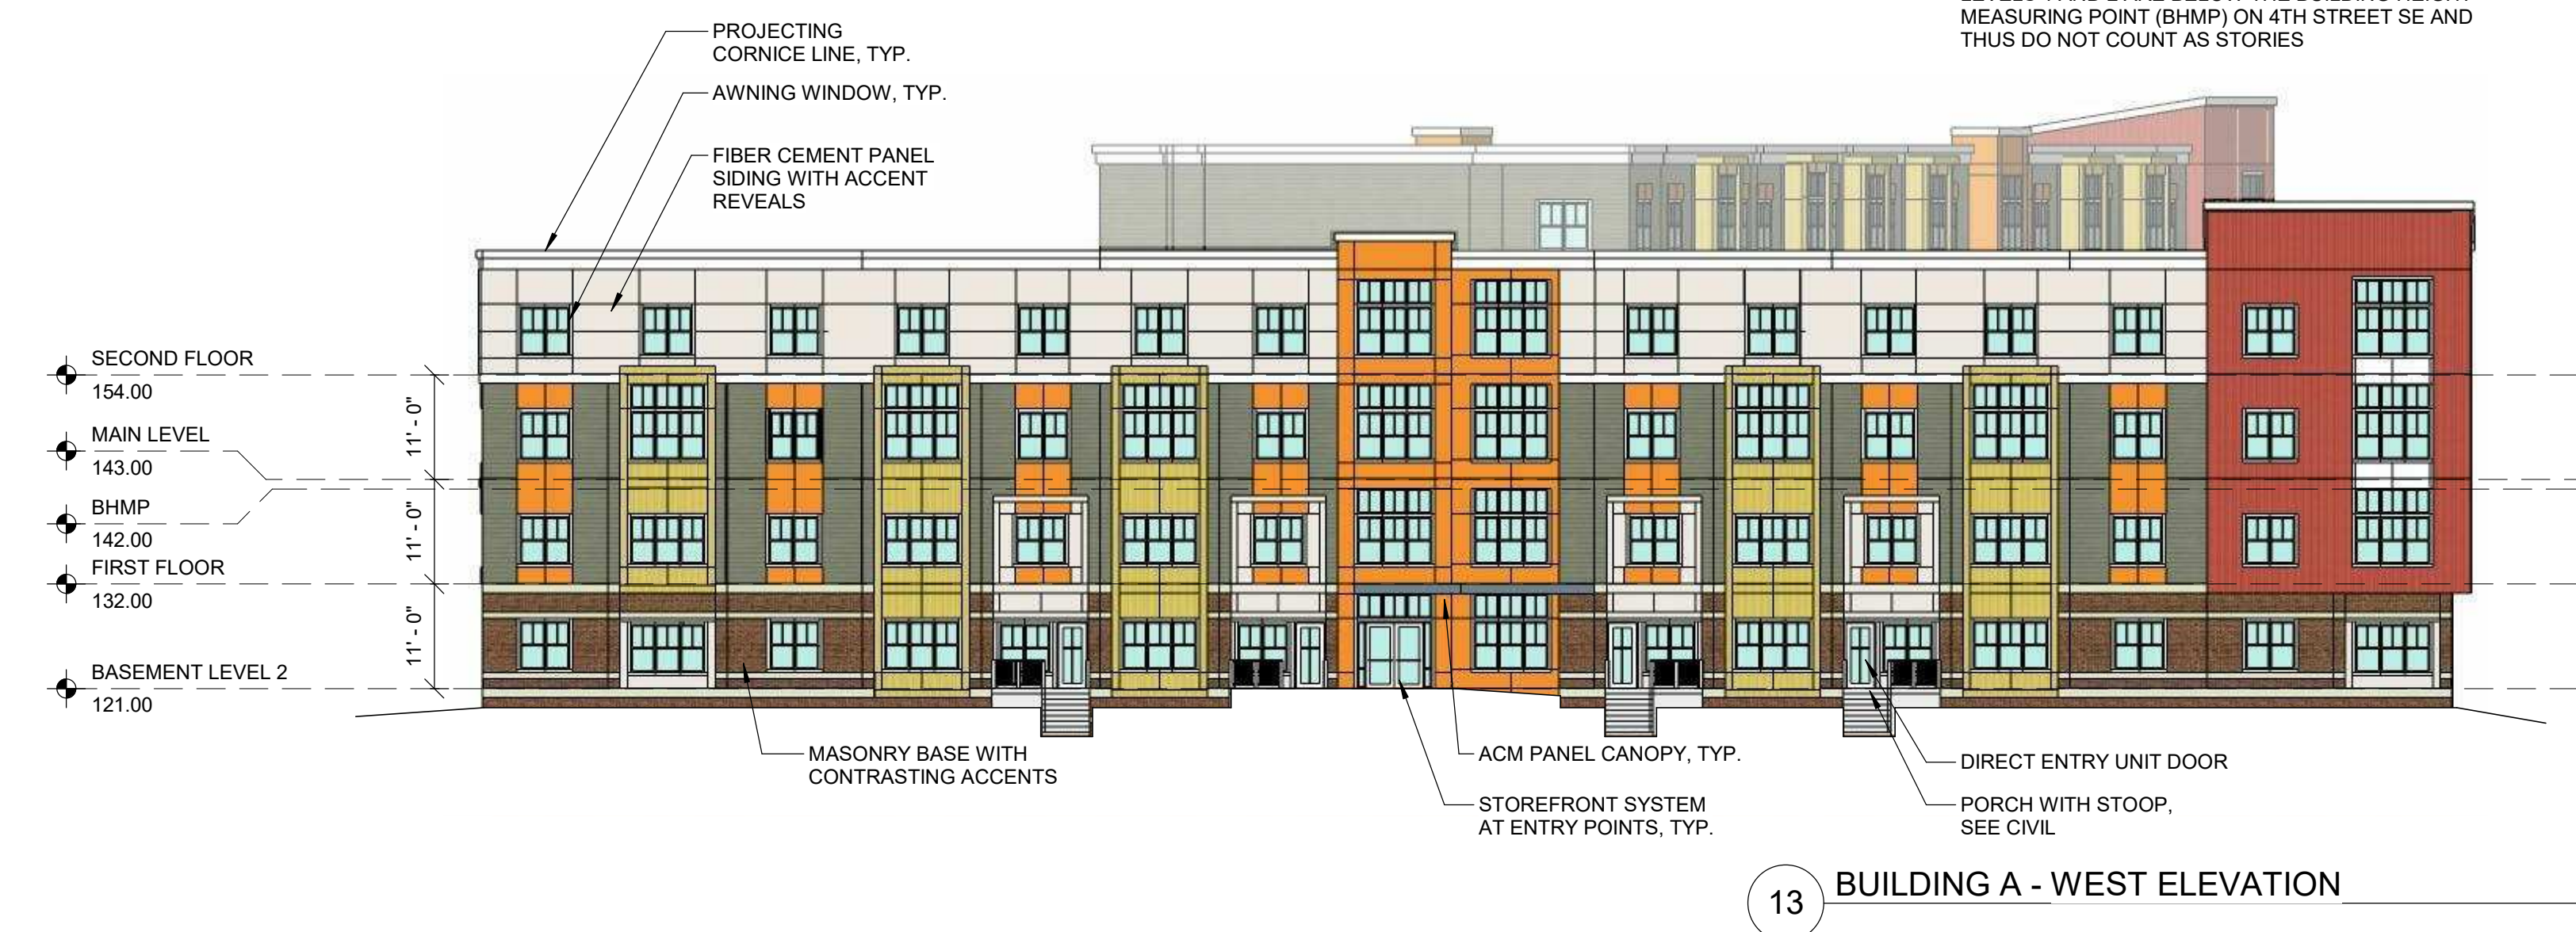 MEASURING POINT (BHMP) ON 4TH STREET SE AND
THUS DO NOT COUNT AS STORIES
PROJECTING
CORNICE LINE, TYP.
AWNING WINDOW, TYP.
FIBER CEMENT PANEL
SIDING WITH ACCENT
REVEALS
SECOND FLOOR
154.00
MAIN LEVEL
143.00
BHMP
142.00
FIRST FLOOR
132.00
BASEMENT LEVEL 2
121.00
11' - 0"
11' - 0"
11' - 0"
MASONRY BASE WITH
CONTRASTING ACCENTS
ACM PANEL CANOPY, TYP.
STOREFRONT SYSTEM
AT ENTRY POINTS, TYP.
DIRECT ENTRY UNIT DOOR
PORCH WITH STOOP,
SEE CIVIL
13
BUILDING A - WEST ELEVATION